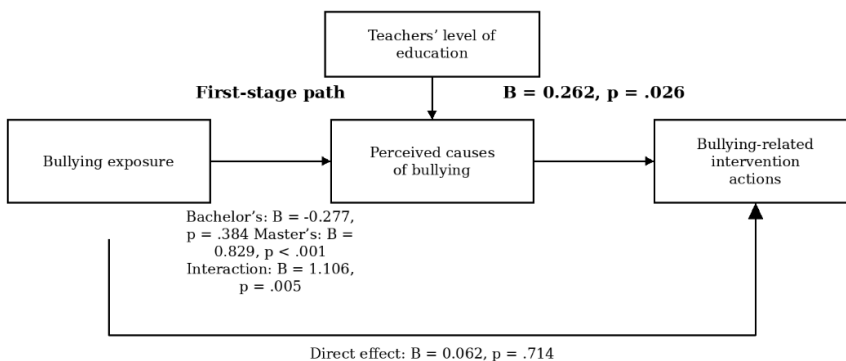 Teachers’ level of
education
First-stage path
B = 0.262, p = .026
Bullying exposure
Perceived causes
of bullying
Bullying-related
intervention
actions
Bachelor’s: B = -0.277,
p = .384 Master’s: B =
0.829, p < .001
Interaction: B = 1.106,
p = .005
Direct effect: B = 0.062, p = .714